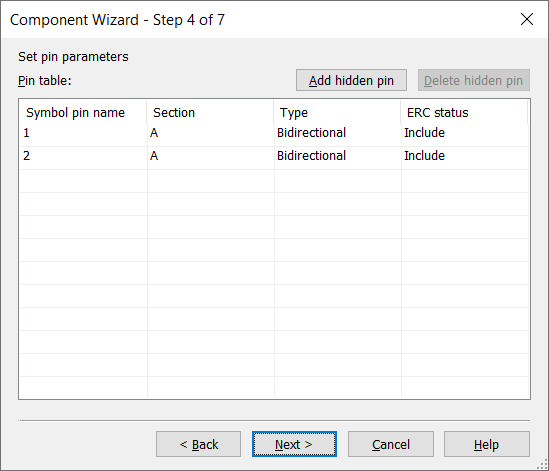 Component Wizard - Step 4 of 7
Set pin parameters
Pin table: Add hidden pin Delete hidden pin
Symbol pin name Section Type ERC status
1 A Bidirectional Include
2 A Bidirectional Include
< Back Next > Cancel Help